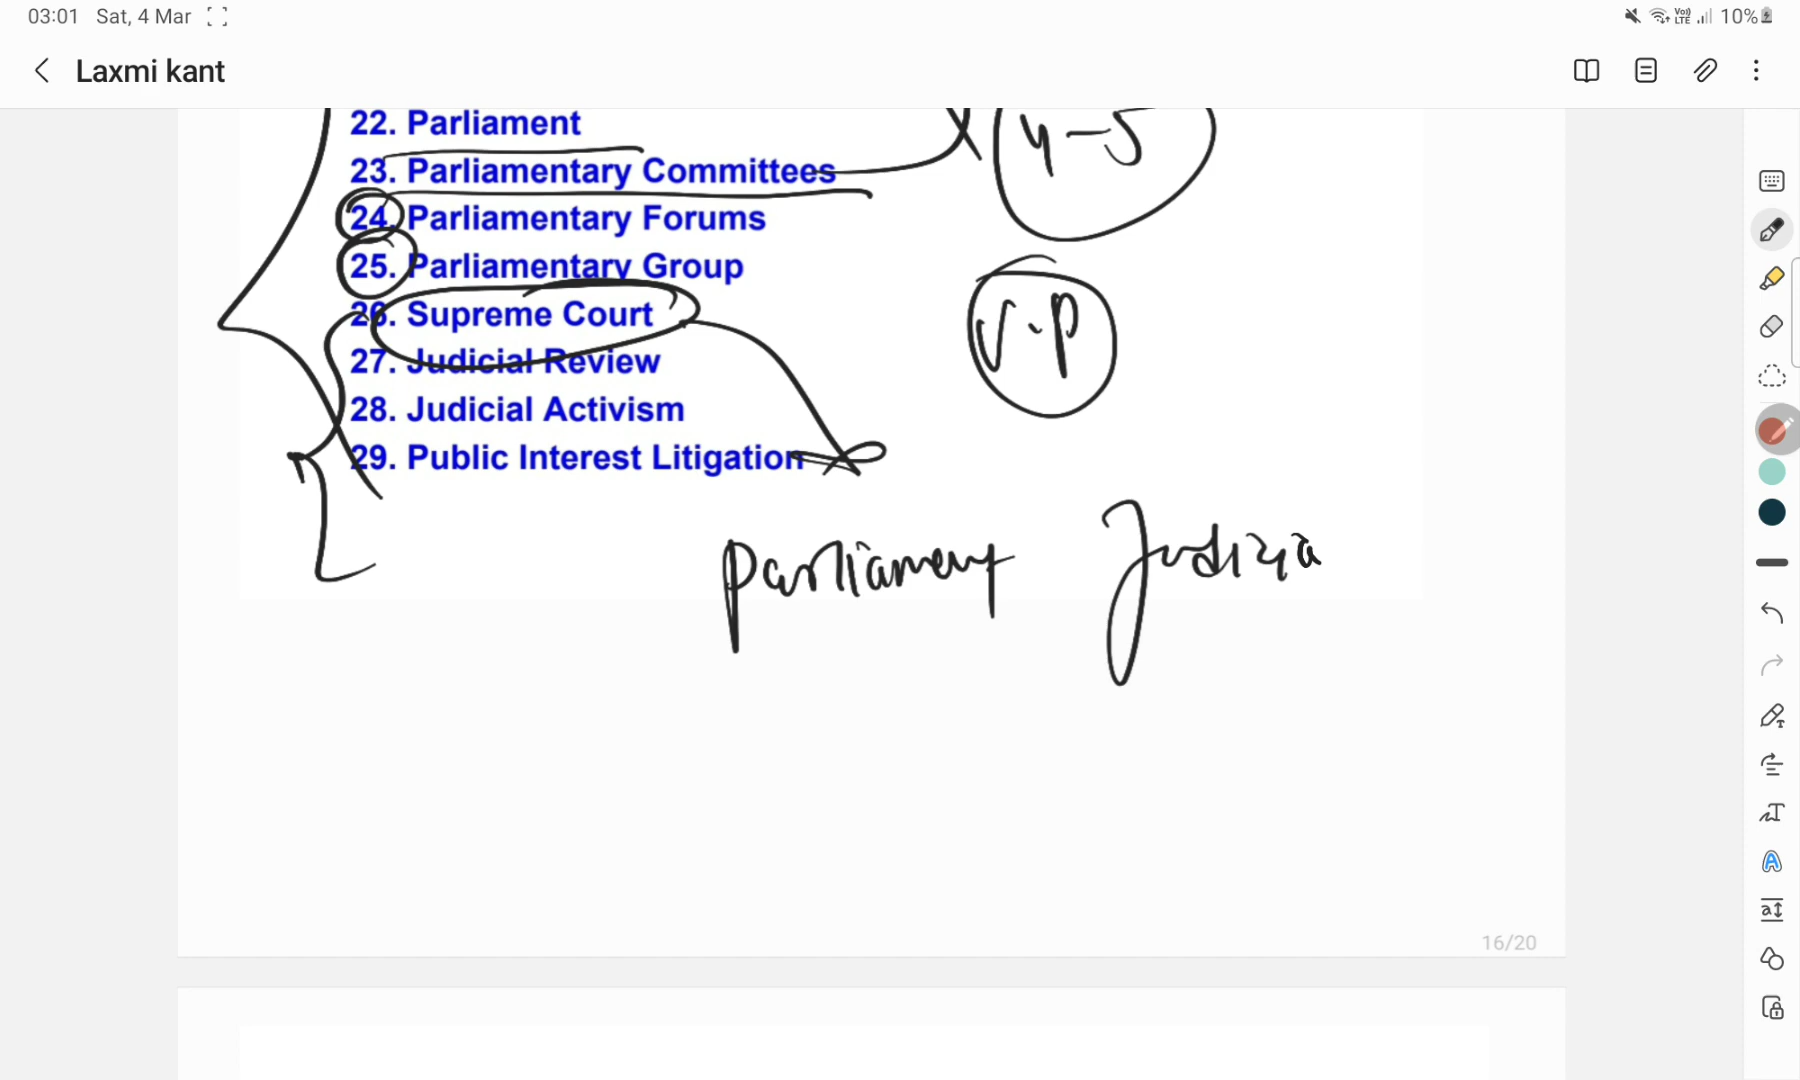 03:01 Sat, 4 Mar 10%
Laxmi kant
22. Parliament
4-5
23. Parliamentary Committees
24. Parliamentary Forums
25. Parliamentary Group
26. Supreme Court
V.P
27. Judicial Review
28. Judicial Activism
29. Public Interest Litigation
Parliament
16/20